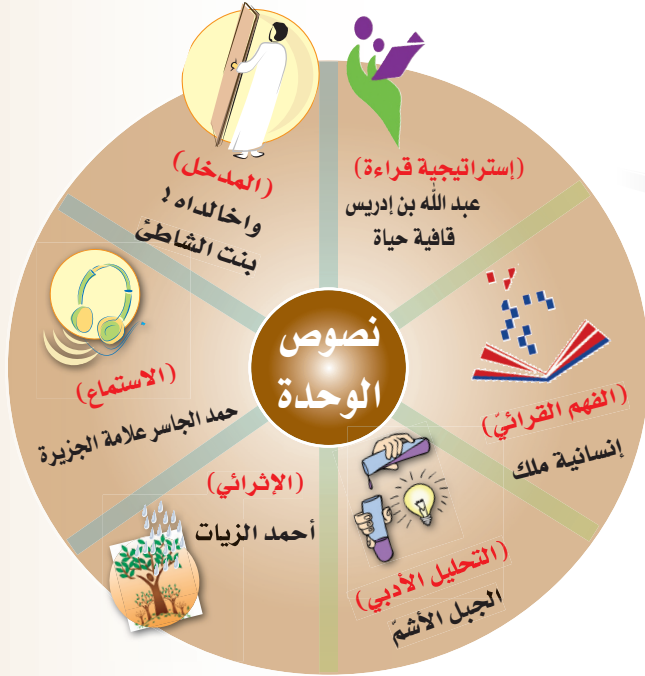 نصوص
الوحدة
(المدخل)
واخالداه !
بنت الشاطئ
(إستراتيجية قراءة)
عبد الله بن إدريس
قافية حياة
(الفهم القرائيّ)
إنسانية ملك
(التحليل الأدبي)
الجبل الأشمّ
(الإثرائي)
أحمد الزيات
(الاستماع)
حمد الجاسر علامة الجزيرة